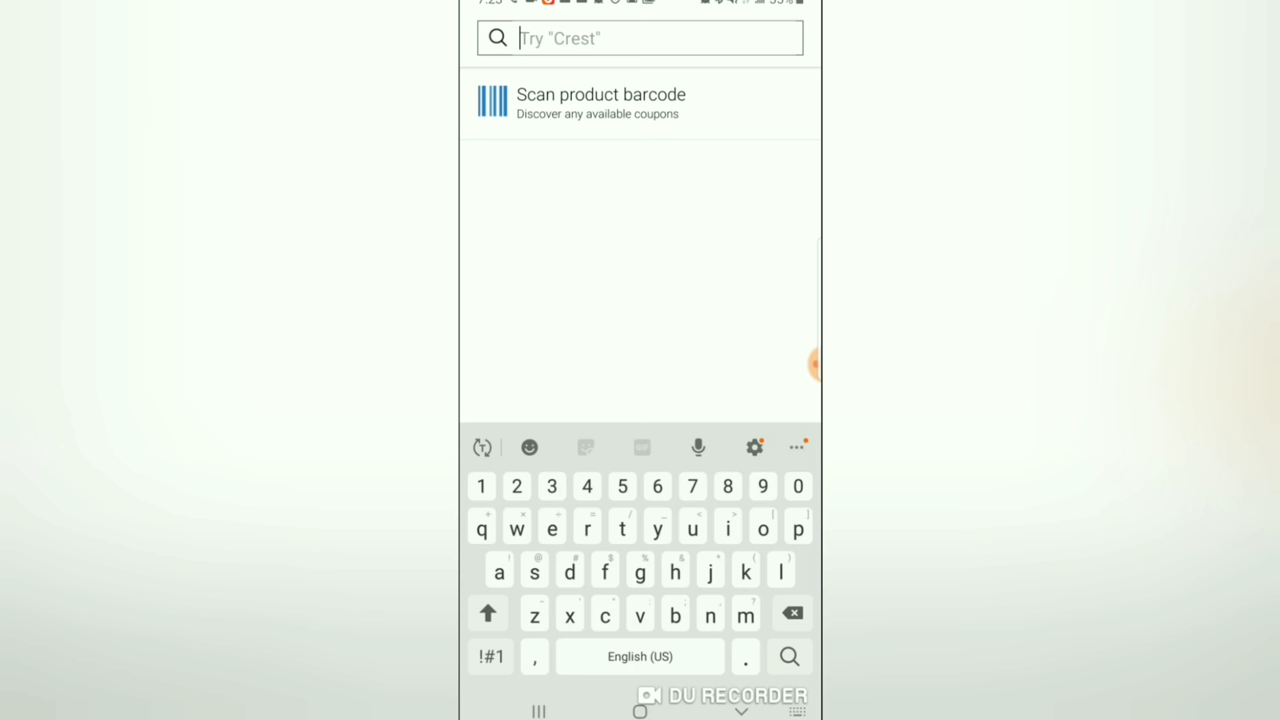 Try "Crest"
Scan product barcode
Discover any available coupons
GIF
1 2 3 4 5 6 7 8 9 0
q w e r t y u i o p
a s d f g h j k l
z x c v b n m
!#1 , English (US) .
DU RECORDER